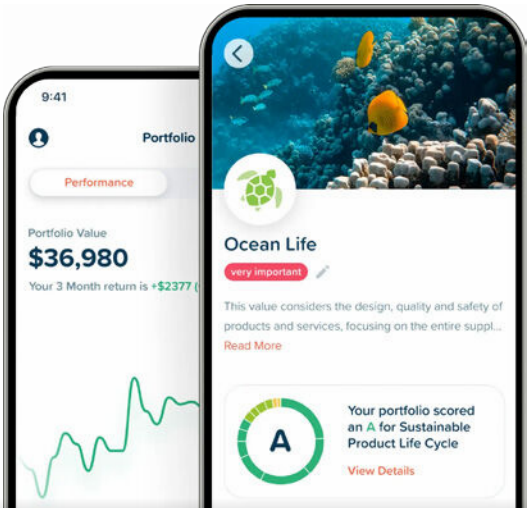 9:41
Portfolio
Performance
Portfolio Value
$36,980
Your 3 Month return is +$2377 (
Ocean Life
very important
This value considers the design, quality and safety of
products and services, focusing on the entire suppl...
Read More
A
Your portfolio scored
an A for Sustainable
Product Life Cycle
View Details